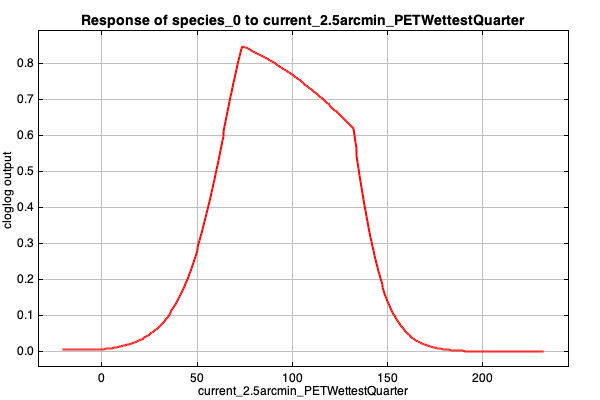 Response of species_0 to current_2.5arcmin_PETWettestQuarter
0.8
0.7
0.6
0.5
0.4
0.3
0.2
0.1
0.0
cloglog output
0 50 100 150 200
current_2.5arcmin_PETWettestQuarter